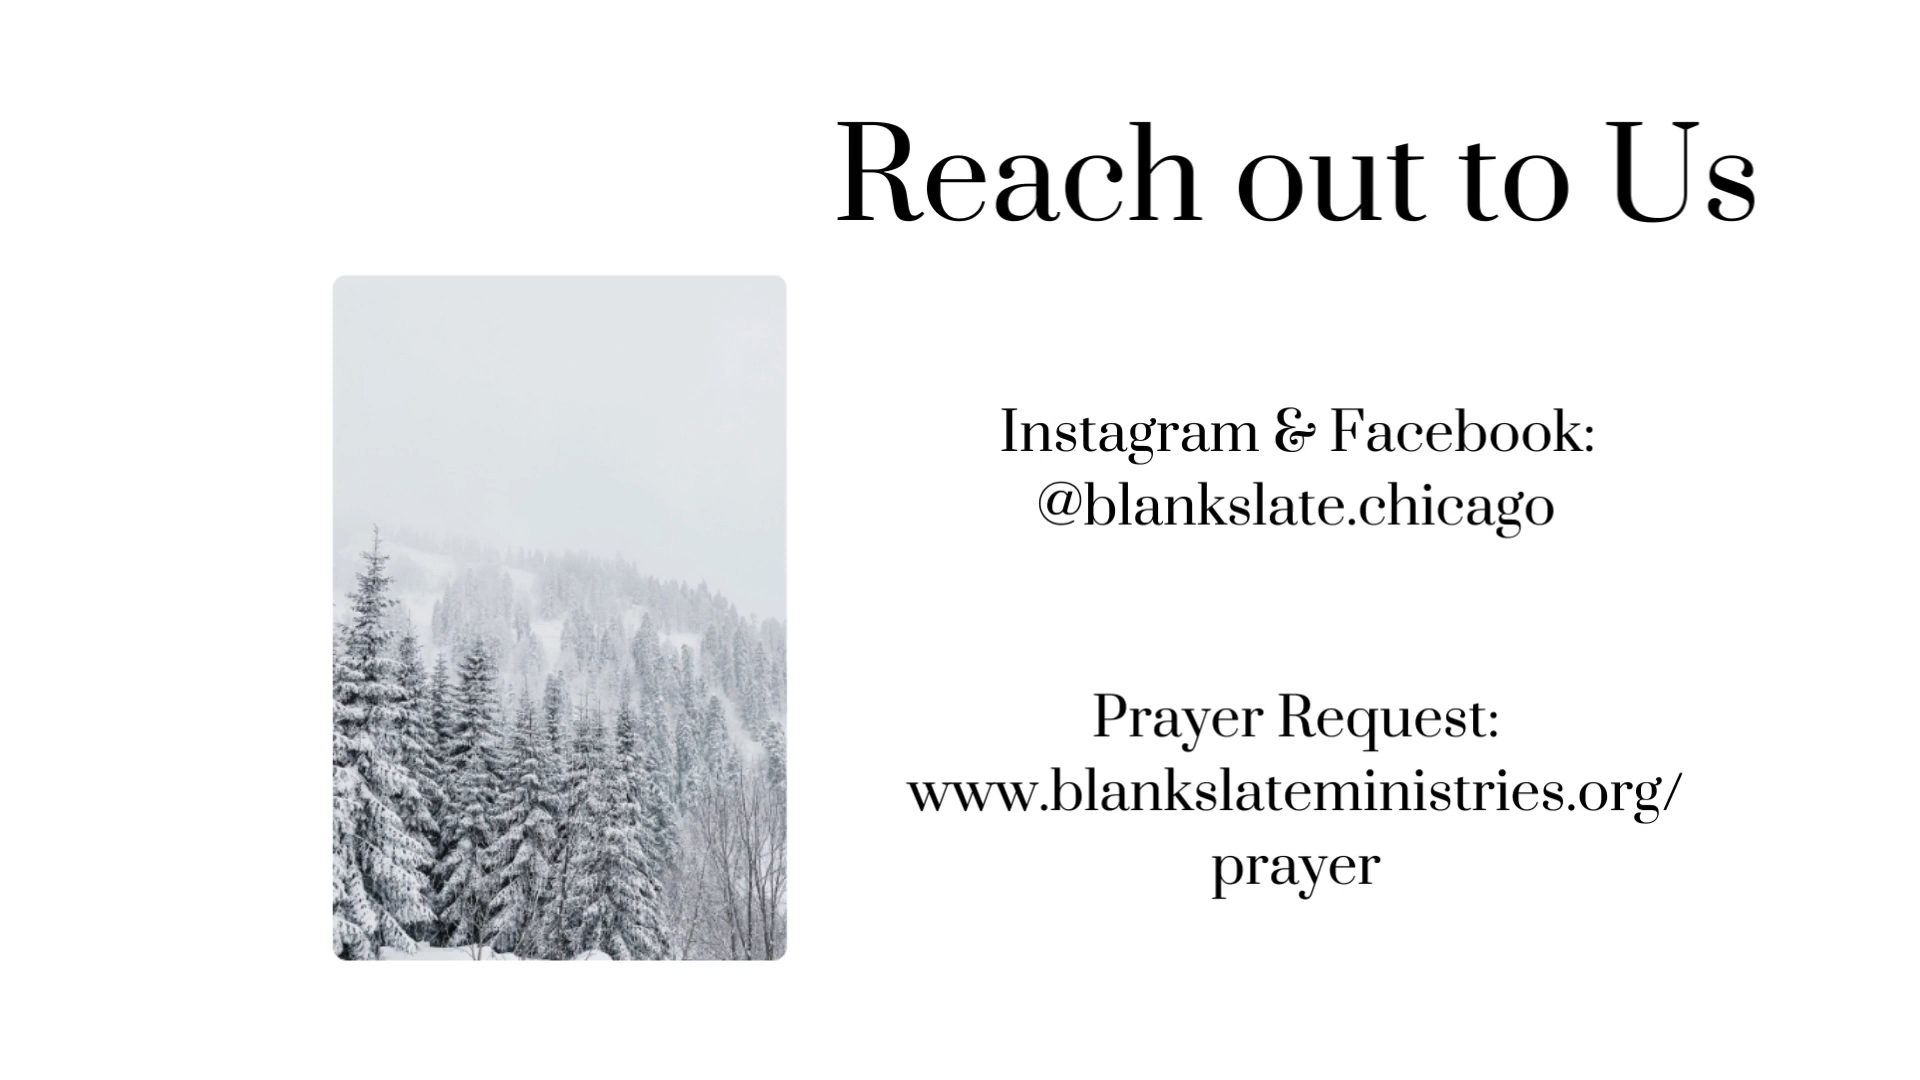 Reach out to Us
Instagram & Facebook:
@blankslate.chicago
Prayer Request:
www.blankslateministries.org/
prayer